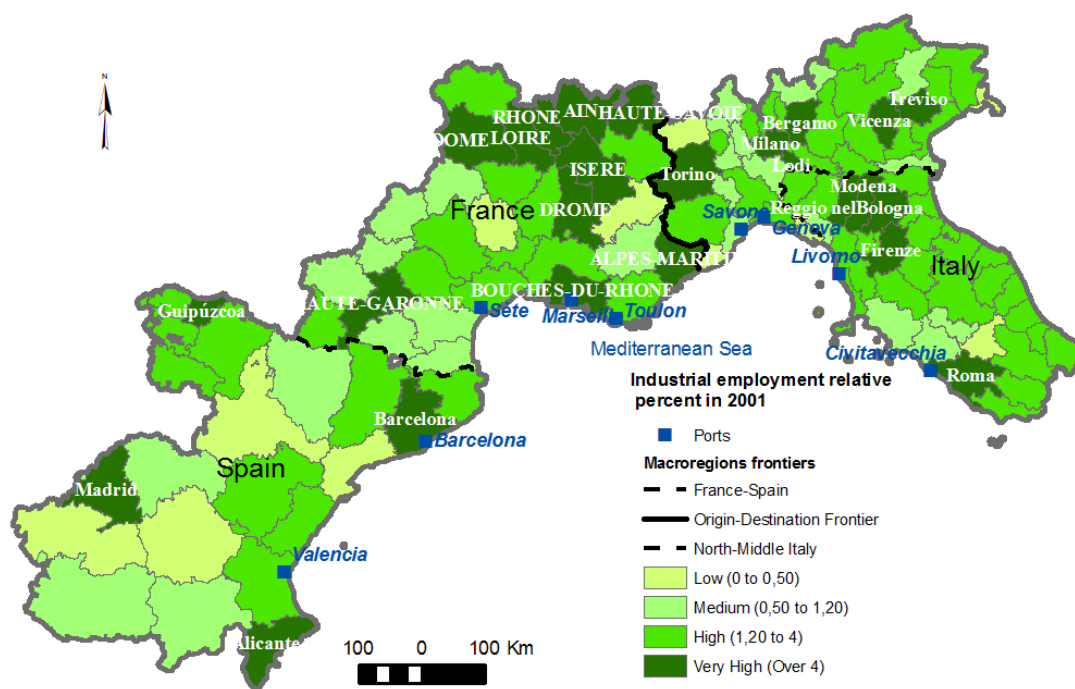 N
Treviso
RHONE
AIN
HAUTE-SAVOIE
Bergamo
Vicenza
DOME
LOIRE
Milano
ISERE
Torino
Lodi
Modena
France
DROME
Savona
Reggio nel
Bologna
Genova
ALPES-MARITI
Firenze
Livorno
Italy
HAUTE-GARONNE
BOUCHES-DU-RHONE
Guipúzcoa
Sète
Marseill
Toulon
Mediterranean Sea
Civitavecchia
Roma
Barcelona
Barcelona
Spain
Madrid
Valencia
Alicante
100 Km
100
0
Industrial employment relative
percent in 2001
Ports
Macroregions frontiers
France-Spain
Origin-Destination Frontier
North-Middle Italy
Low (0 to 0,50)
Medium (0,50 to 1,20)
High (1,20 to 4)
Very High (Over 4)